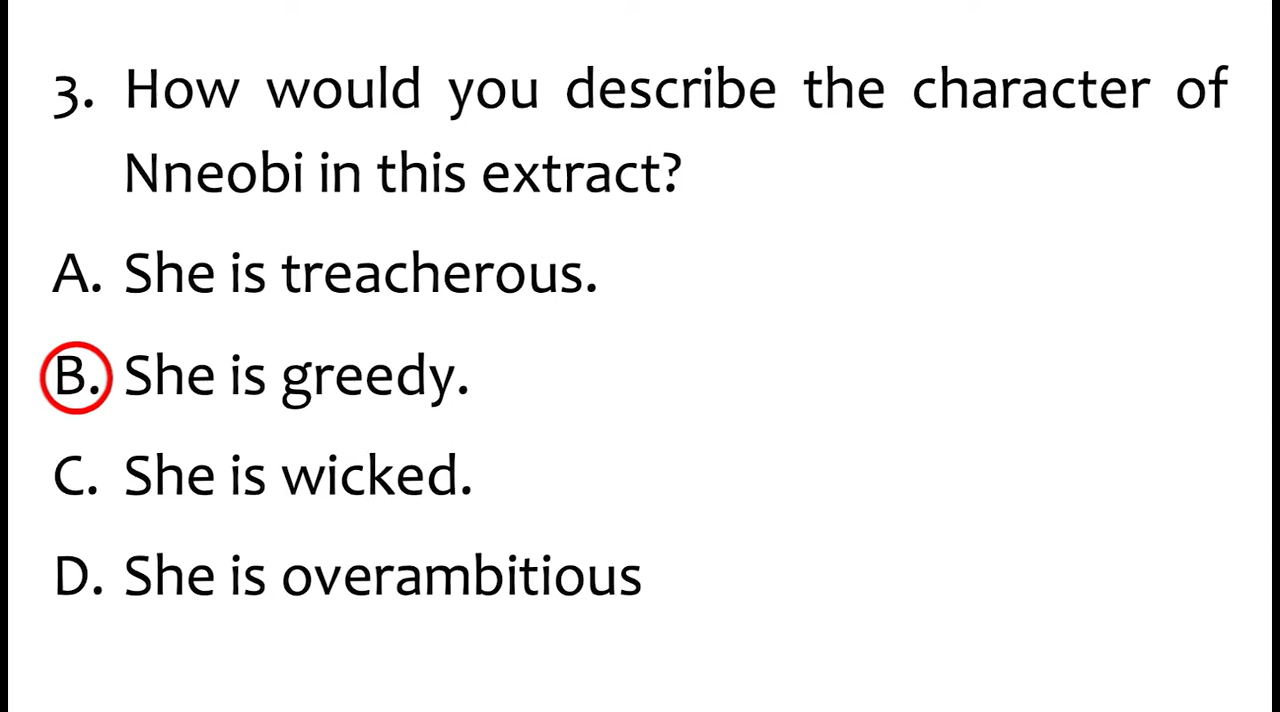 3. How would you describe the character of
Nneobi in this extract?
A. She is treacherous.
B. She is greedy.
C. She is wicked.
D. She is overambitious